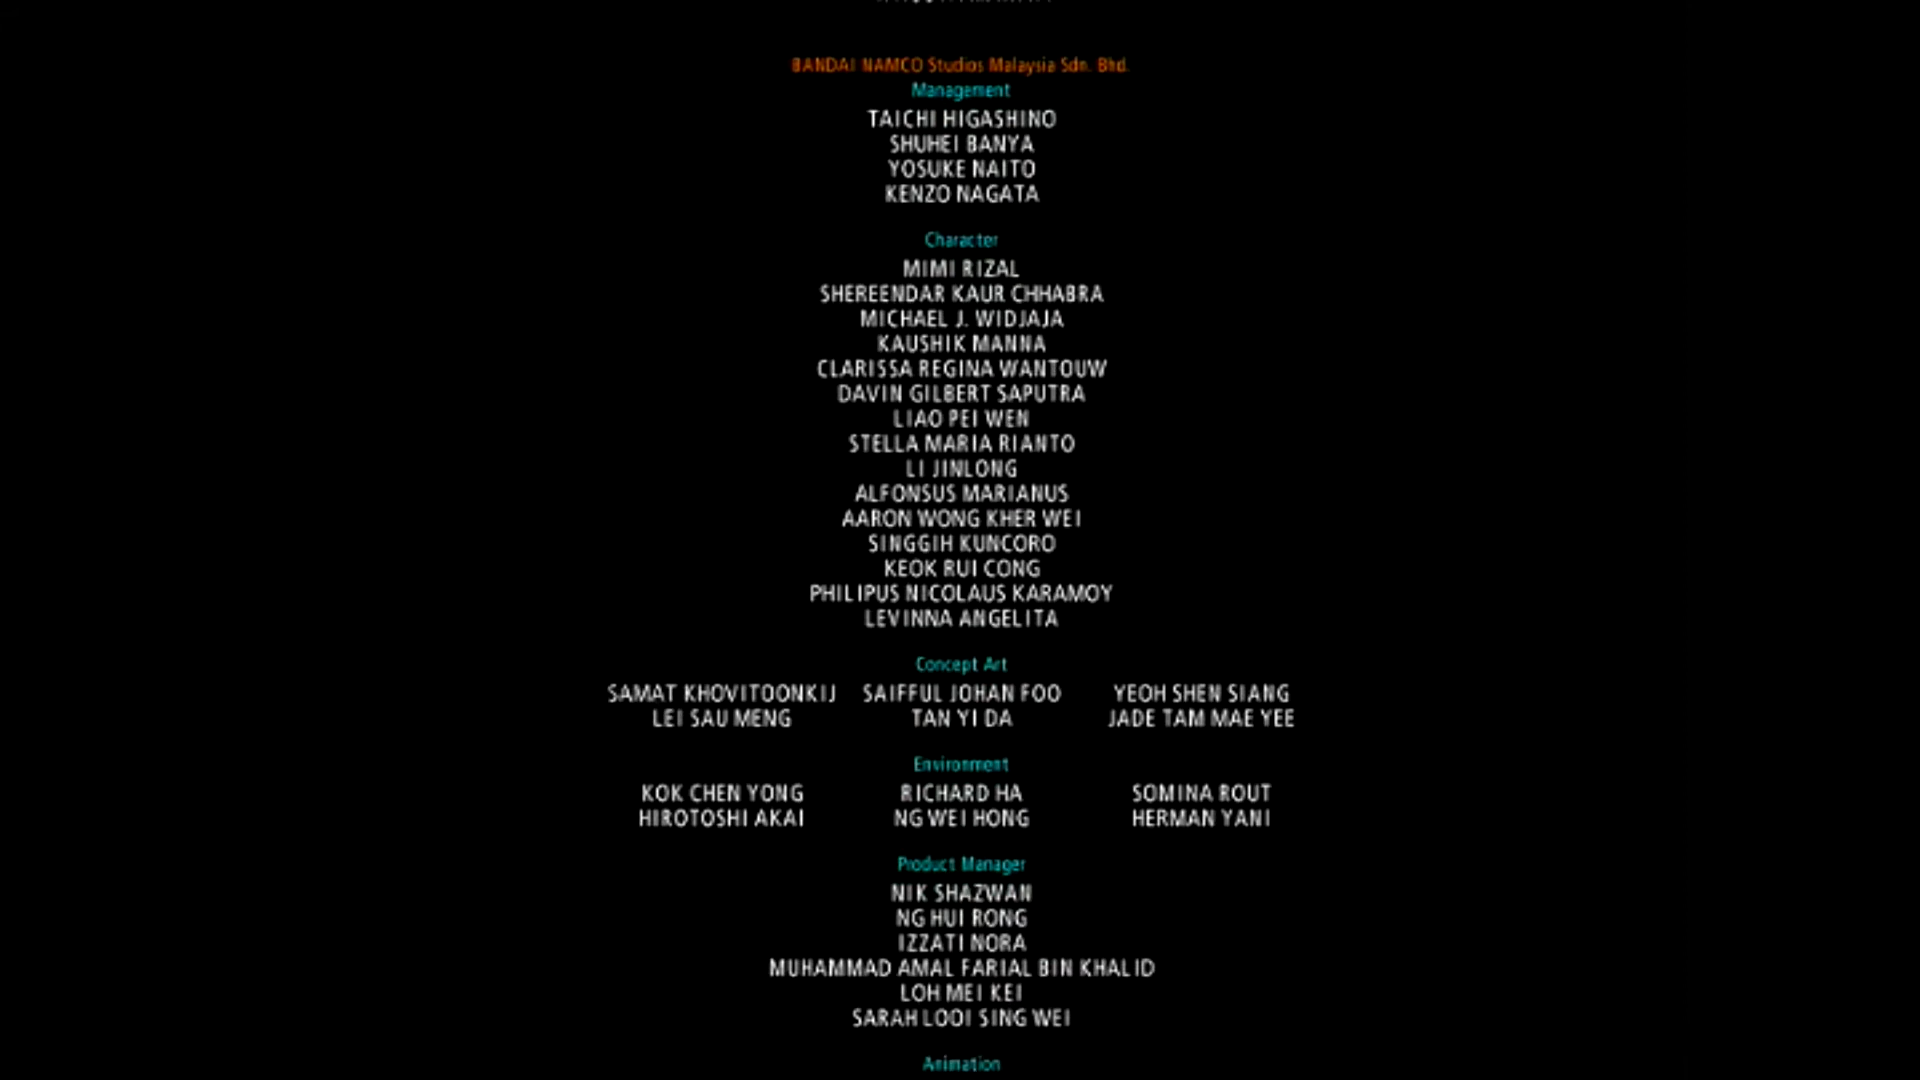 BANDAI NAMCO Studios Malaysia Sdn. Bhd.
Management
TAICHI HIGASHINO
SHUHEI BANYA
YOSUKE NAITO
KENZO NAGATA
Character
MIMI RIZAL
SHEREENDAR KAUR CHHABRA
MICHAEL J. WIDJAJA
KAUSHIK MANNA
CLARISSA REGINA WANTOUW
DAVIN GILBERT SAPUTRA
LIAO PEI WEN
STELLA MARIA RIANTO
LI JINLONG
ALFONSUS MARIANUS
AARON WONG KHER WEI
SINGGIH KUNCORO
KEOK RUI CONG
PHILIPUS NICOLAUS KARAMOY
LEVINNA ANGELITA
Concept Art
SAMAT KHOVITOONKIJ SAIFFUL JOHAN FOO YEOH SHEN SIANG
LEI SAU MENG TAN YI DA JADE TAM MAE YEE
Environment
KOK CHEN YONG RICHARD HA SOMINA ROUT
HIROTOSHI AKAI NG WEI HONG HERMAN YANI
Product Manager
NIK SHAZWAN
NG HUI RONG
IZZATI NORA
MUHAMMAD AMAL FARIAL BIN KHALID
LOH MEI KEI
SARAH LOOI SING WEI
Animation